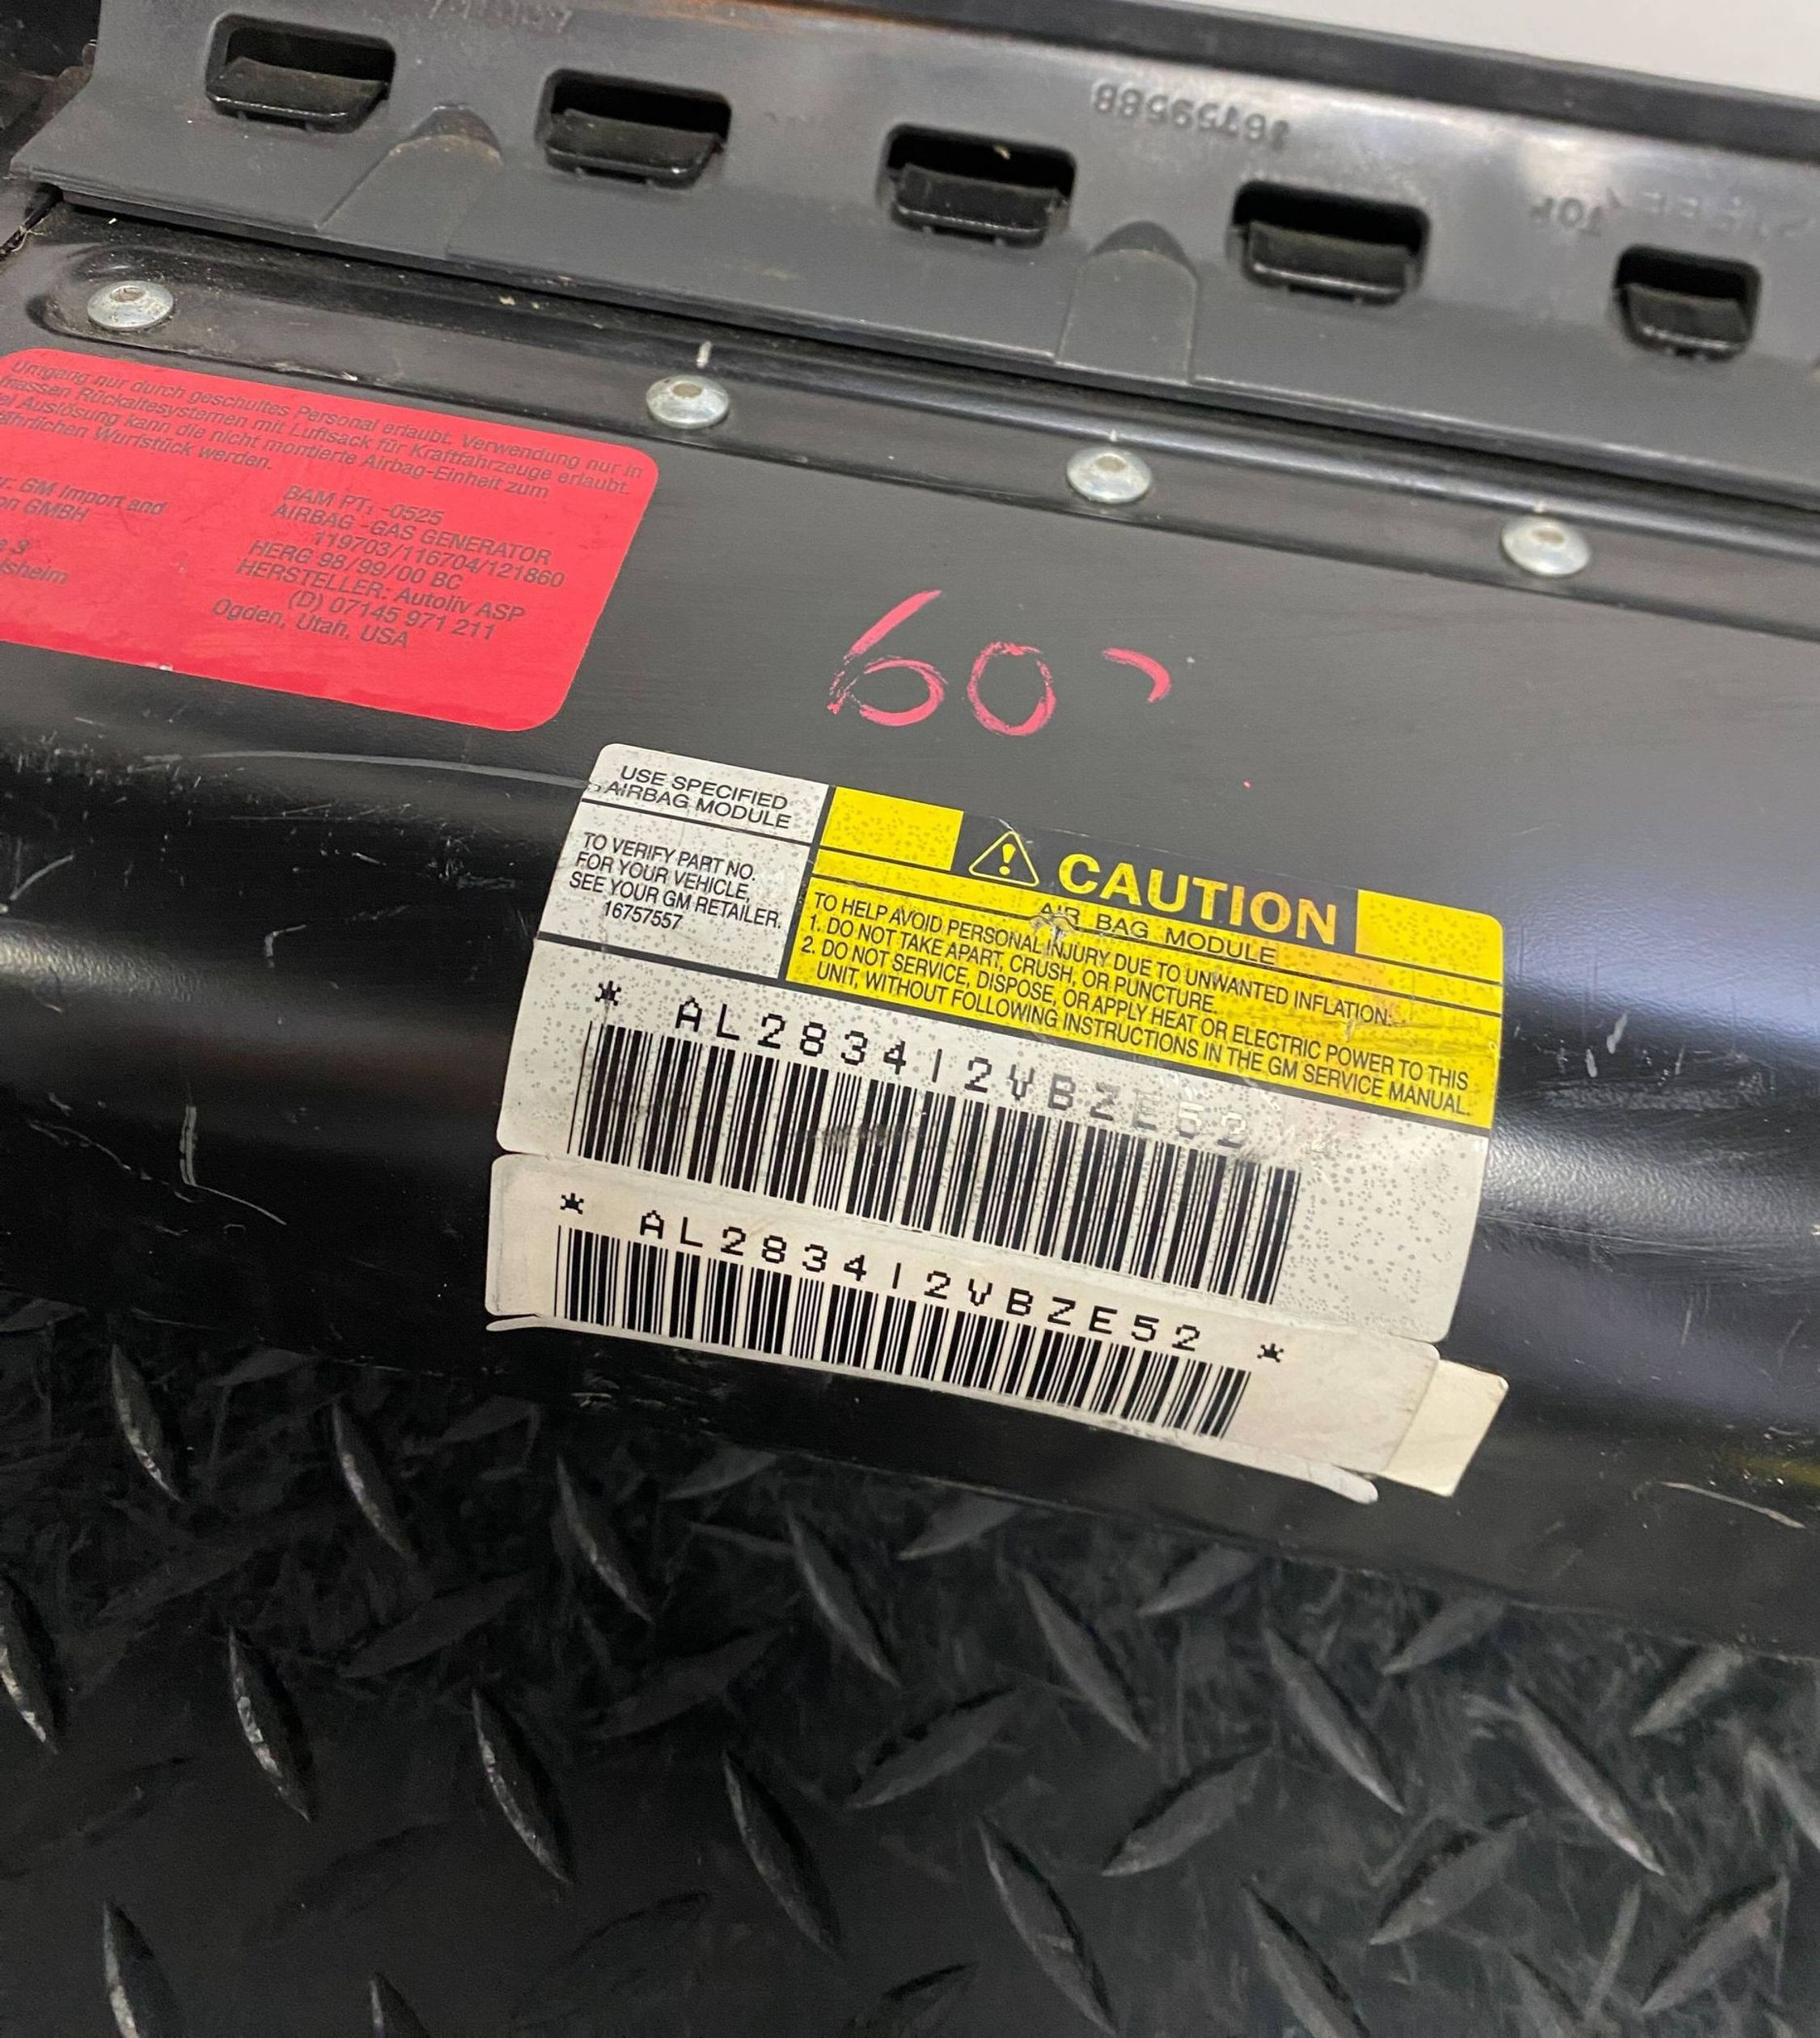 16759588
TOP
Umgang nur durch geschultes Personal erlaubt. Verwendung nur in
massen Rückaltesystemen mit Luftsack für Kraftfahrzeuge erlaubt.
Auslösung kann die nicht montierte Airbag-Einheit zum
Wurfstück werden.
GM Import and
GMBH
BAM PT₁ -0525
AIRBAG -GAS GENERATOR
119703/116704/121860
HERG 98/99/00 BC
HERSTELLER: Autoliv ASP
(D) 07145 971 211
Ogden, Utah, USA
60
USE SPECIFIED
AIRBAG MODULE
TO VERIFY PART NO.
FOR YOUR VEHICLE,
SEE YOUR GM RETAILER.
16757557
CAUTION
AIR BAG MODULE
TO HELP AVOID PERSONAL INJURY DUE TO UNWANTED INFLATION.
1. DO NOT TAKE APART, CRUSH, OR PUNCTURE.
2. DO NOT SERVICE, DISPOSE, OR APPLY HEAT OR ELECTRIC POWER TO THIS
UNIT, WITHOUT FOLLOWING INSTRUCTIONS IN THE GM SERVICE MANUAL.
* AL283412VBZE52
* AL283412VBZE52 *